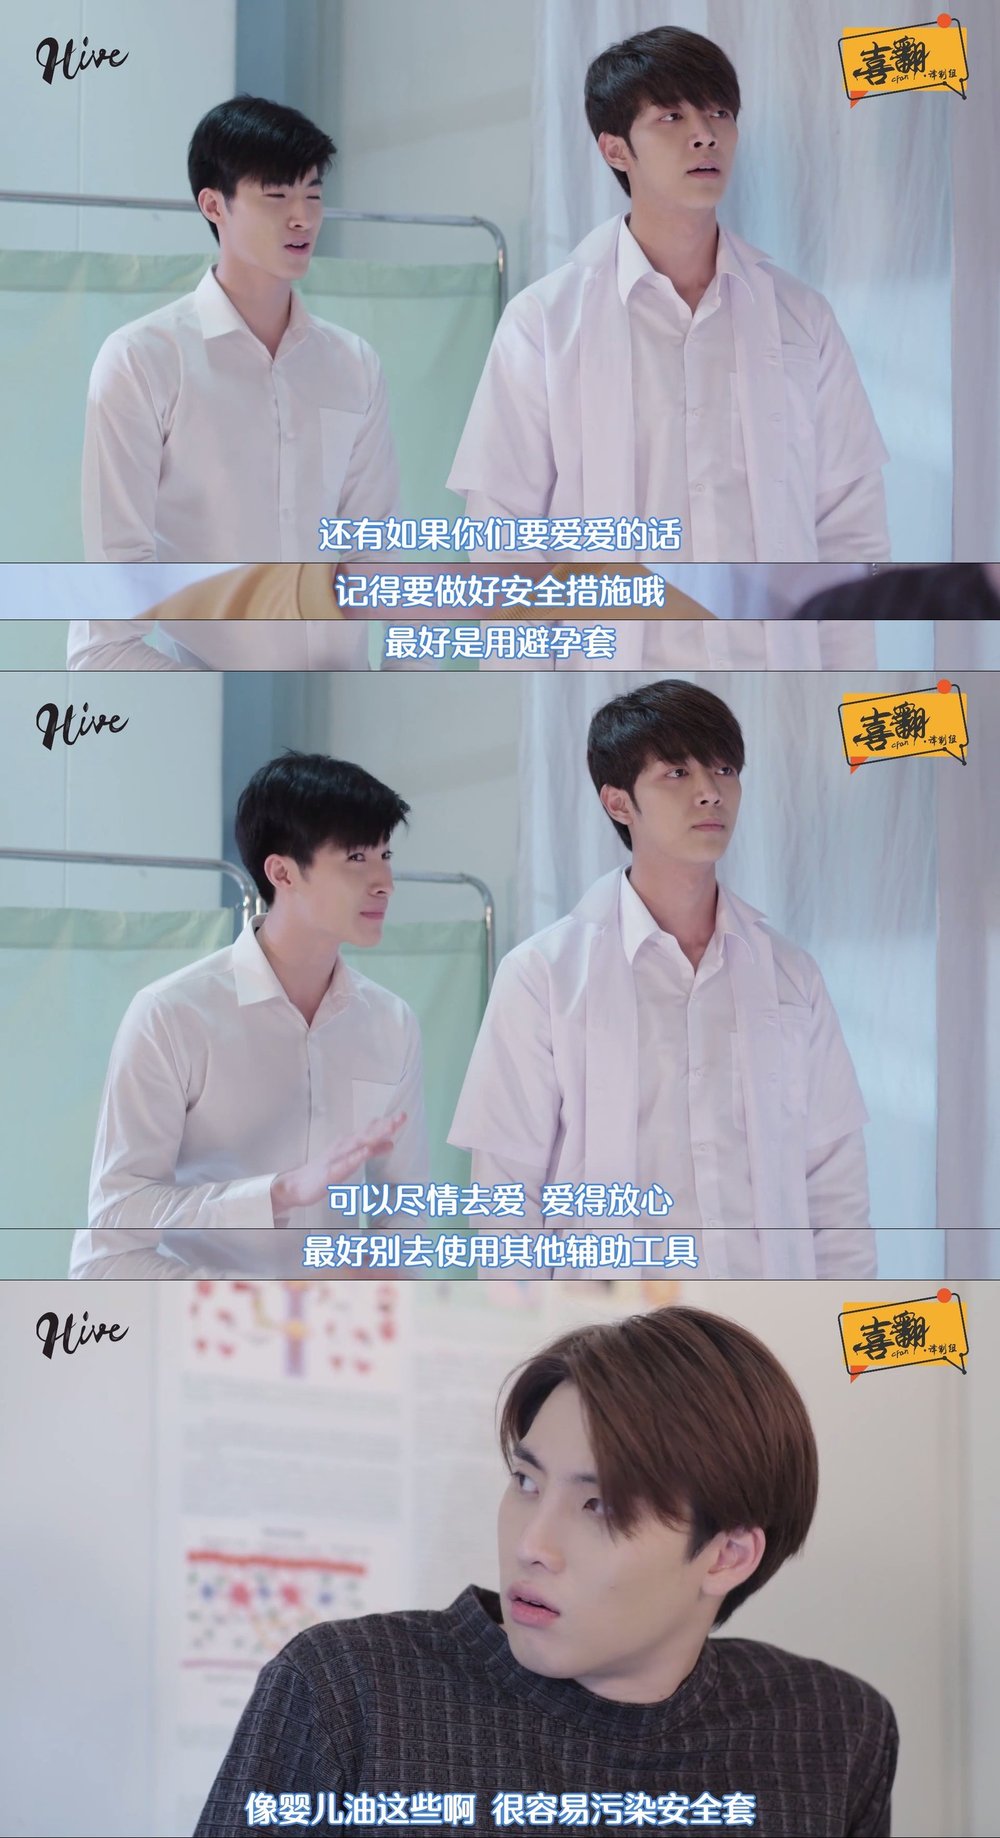 Hive
喜翻
cfan · 译制组
还有如果你们要爱爱的话
记得要做好安全措施哦
最好是用避孕套
Hive
喜翻
cfan · 译制组
可以尽情去爱 爱得放心
最好别去使用其他辅助工具
Hive
喜翻
cfan · 译制组
像婴儿油这些啊 很容易污染安全套